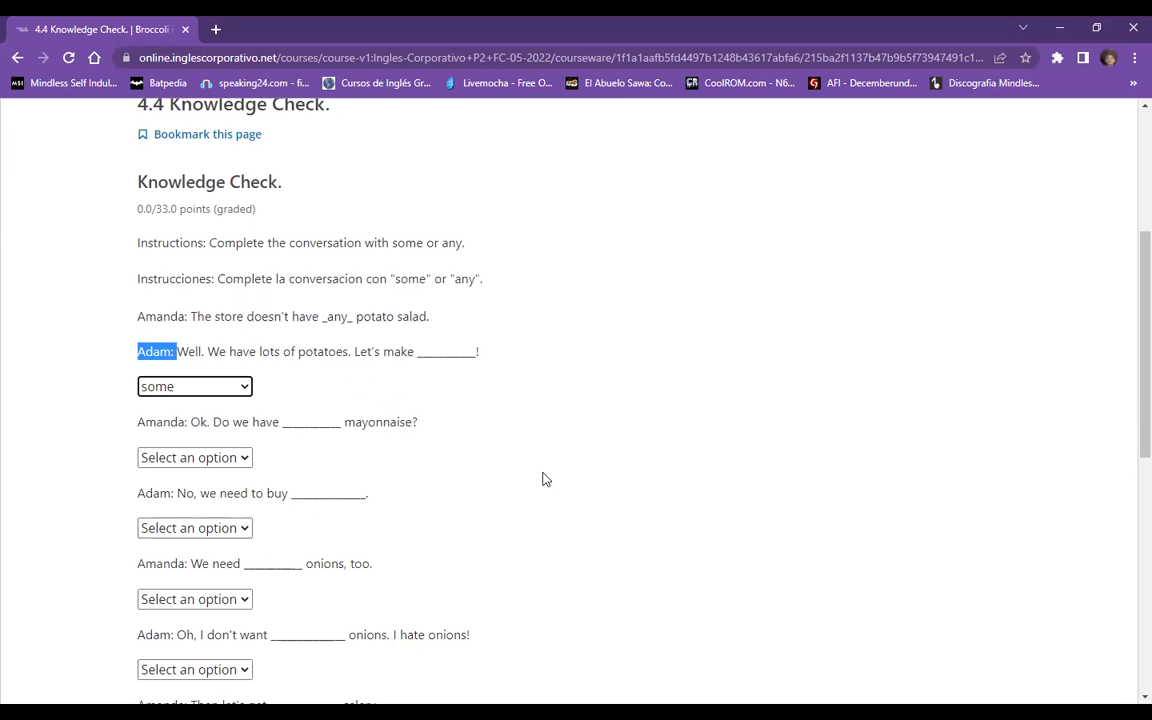 4.4 Knowledge Check. | Broccoli
online.inglescorporativo.net/courses/course-v1:Ingles-Corporativo+P2+FC-05-2022/courseware/1f1a1aafb5fd4497b1248b43617abfa6/215ba2f1137b47b9b5f73947491c1...
Mindless Self Indul... Batpedia speaking24.com - fi... Cursos de Inglés Gr... Livemocha - Free O... El Abuelo Sawa: Co... CoolROM.com - N6... AFI - Decemberund... Discografia Mindles... »
4.4 Knowledge Check.
Bookmark this page
Knowledge Check.
0.0/33.0 points (graded)
Instructions: Complete the conversation with some or any.
Instrucciones: Complete la conversacion con "some" or "any".
Amanda: The store doesn't have _any_ potato salad.
Adam: Well. We have lots of potatoes. Let's make __________!
some
Amanda: Ok. Do we have __________ mayonnaise?
Select an option
Adam: No, we need to buy _____________.
Select an option
Amanda: We need __________ onions, too.
Select an option
Adam: Oh, I don't want _____________ onions. I hate onions!
Select an option